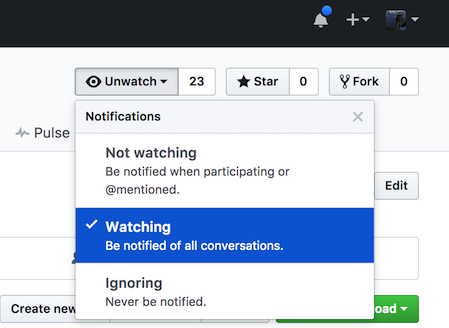 Unwatch 23 Star 0 Fork 0
Notifications
Pulse
Not watching
Be notified when participating or
@mentioned.
Edit
Watching
Be notified of all conversations.
Ignoring
Never be notified.
Create new